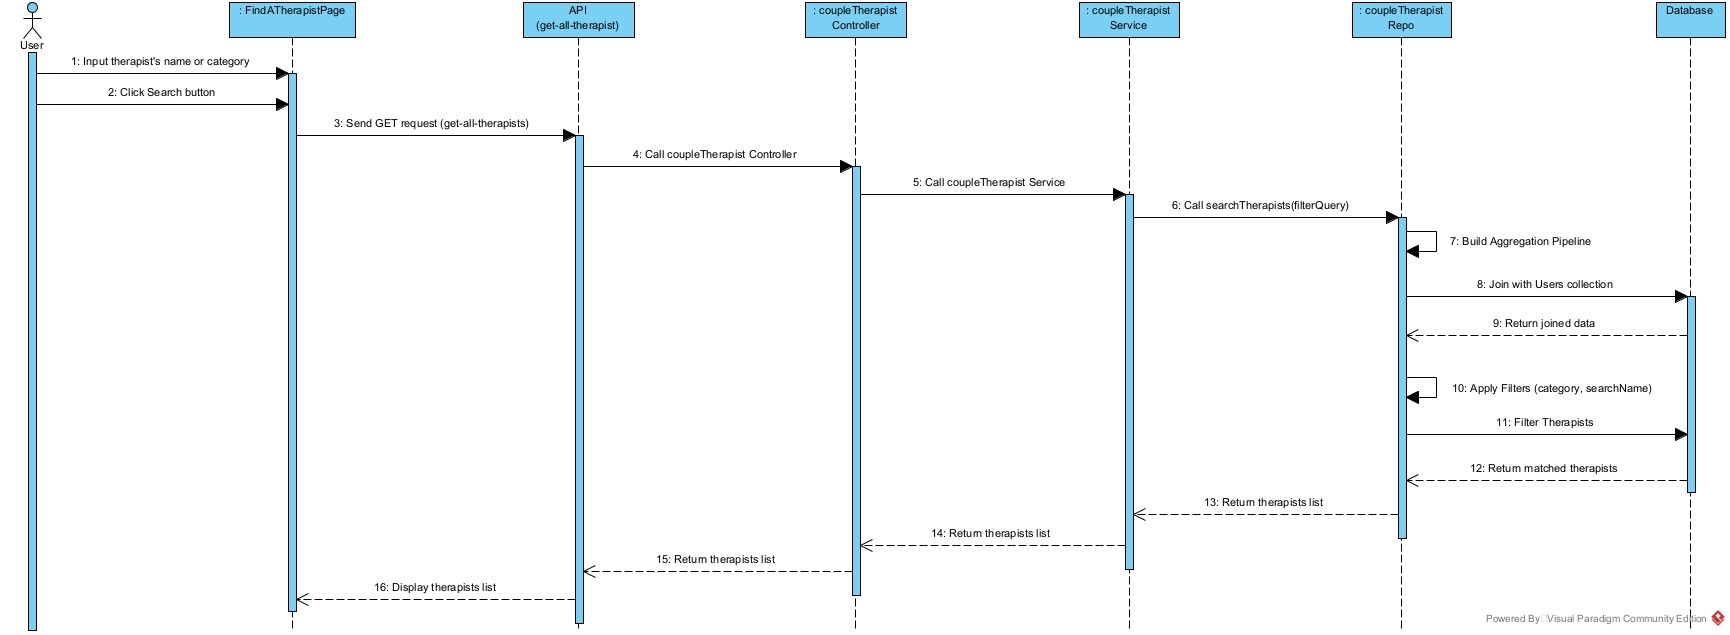 : FindATherapistPage
API
(get-all-therapist)
: coupleTherapist
Controller
: coupleTherapist
Service
: coupleTherapist
Repo
Database
User
1: Input therapist's name or category
2: Click Search button
3: Send GET request (get-all-therapists)
4: Call coupleTherapist Controller
5: Call coupleTherapist Service
6: Call searchTherapists(filterQuery)
7: Build Aggregation Pipeline
8: Join with Users collection
9: Return joined data
10: Apply Filters (category, searchName)
11: Filter Therapists
12: Return matched therapists
13: Return therapists list
14: Return therapists list
15: Return therapists list
16: Display therapists list
Powered By Visual Paradigm Community Edition